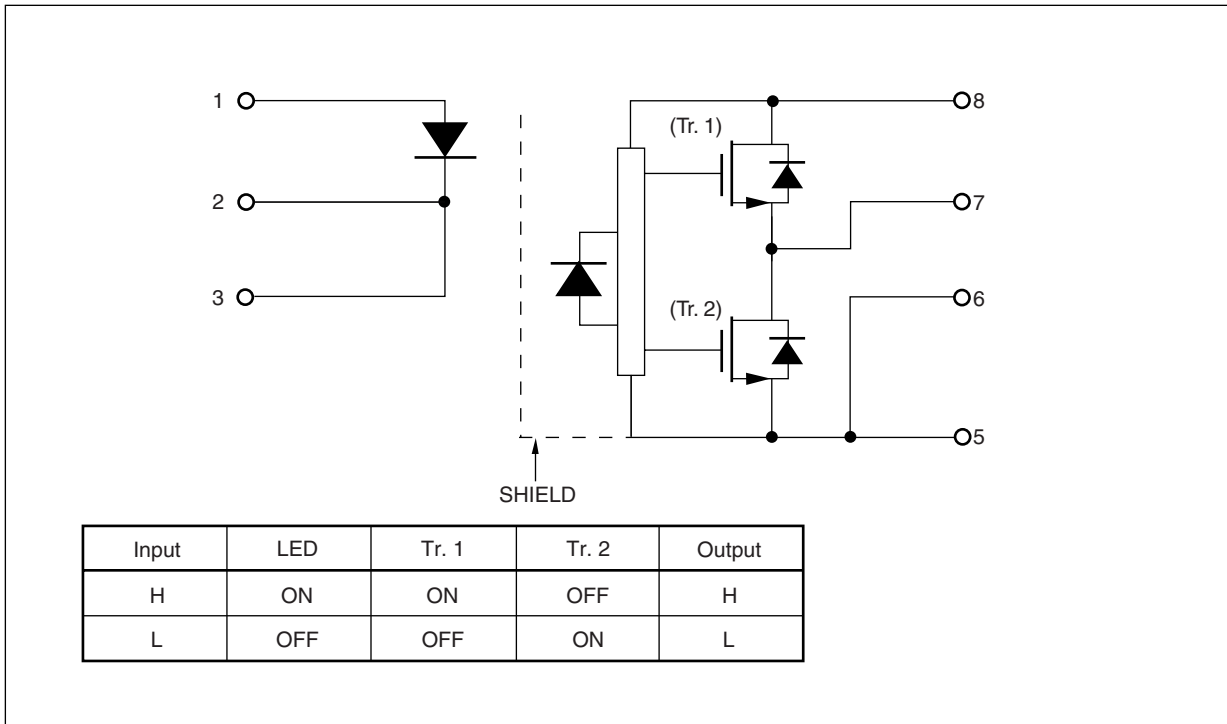 1
8
(Tr. 1)
2
7
3
6
(Tr. 2)
5
SHIELD
Input LED Tr. 1 Tr. 2 Output
H ON ON OFF H
L OFF OFF ON L